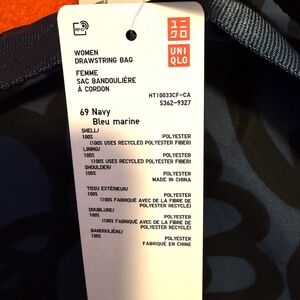 RFID
ユニ
クロ
UNI
QLO
WOMEN
DRAWSTRING BAG
FEMME
SAC BANDOULIÈRE
À CORDON
HT10033CF-CA
S362-9327
69 Navy
Bleu marine
SHELL/
100% POLYESTER
(100% USES RECYCLED POLYESTER FIBER)
LINING/
100% POLYESTER
(100% USES RECYCLED POLYESTER FIBER)
SHOULDER/
POLYESTER
MADE IN CHINA
TISSU EXTÉRIEUR/
100% POLYESTER
(100% FABRIQUÉ AVEC DE LA FIBRE DE
POLYESTER RECYCLÉ)
DOUBLURE/
100% POLYESTER
(100% FABRIQUÉ AVEC DE LA FIBRE DE
POLYESTER RECYCLÉ)
BANDOULIÈRE/
100% POLYESTER
FABRIQUÉ EN CHINE